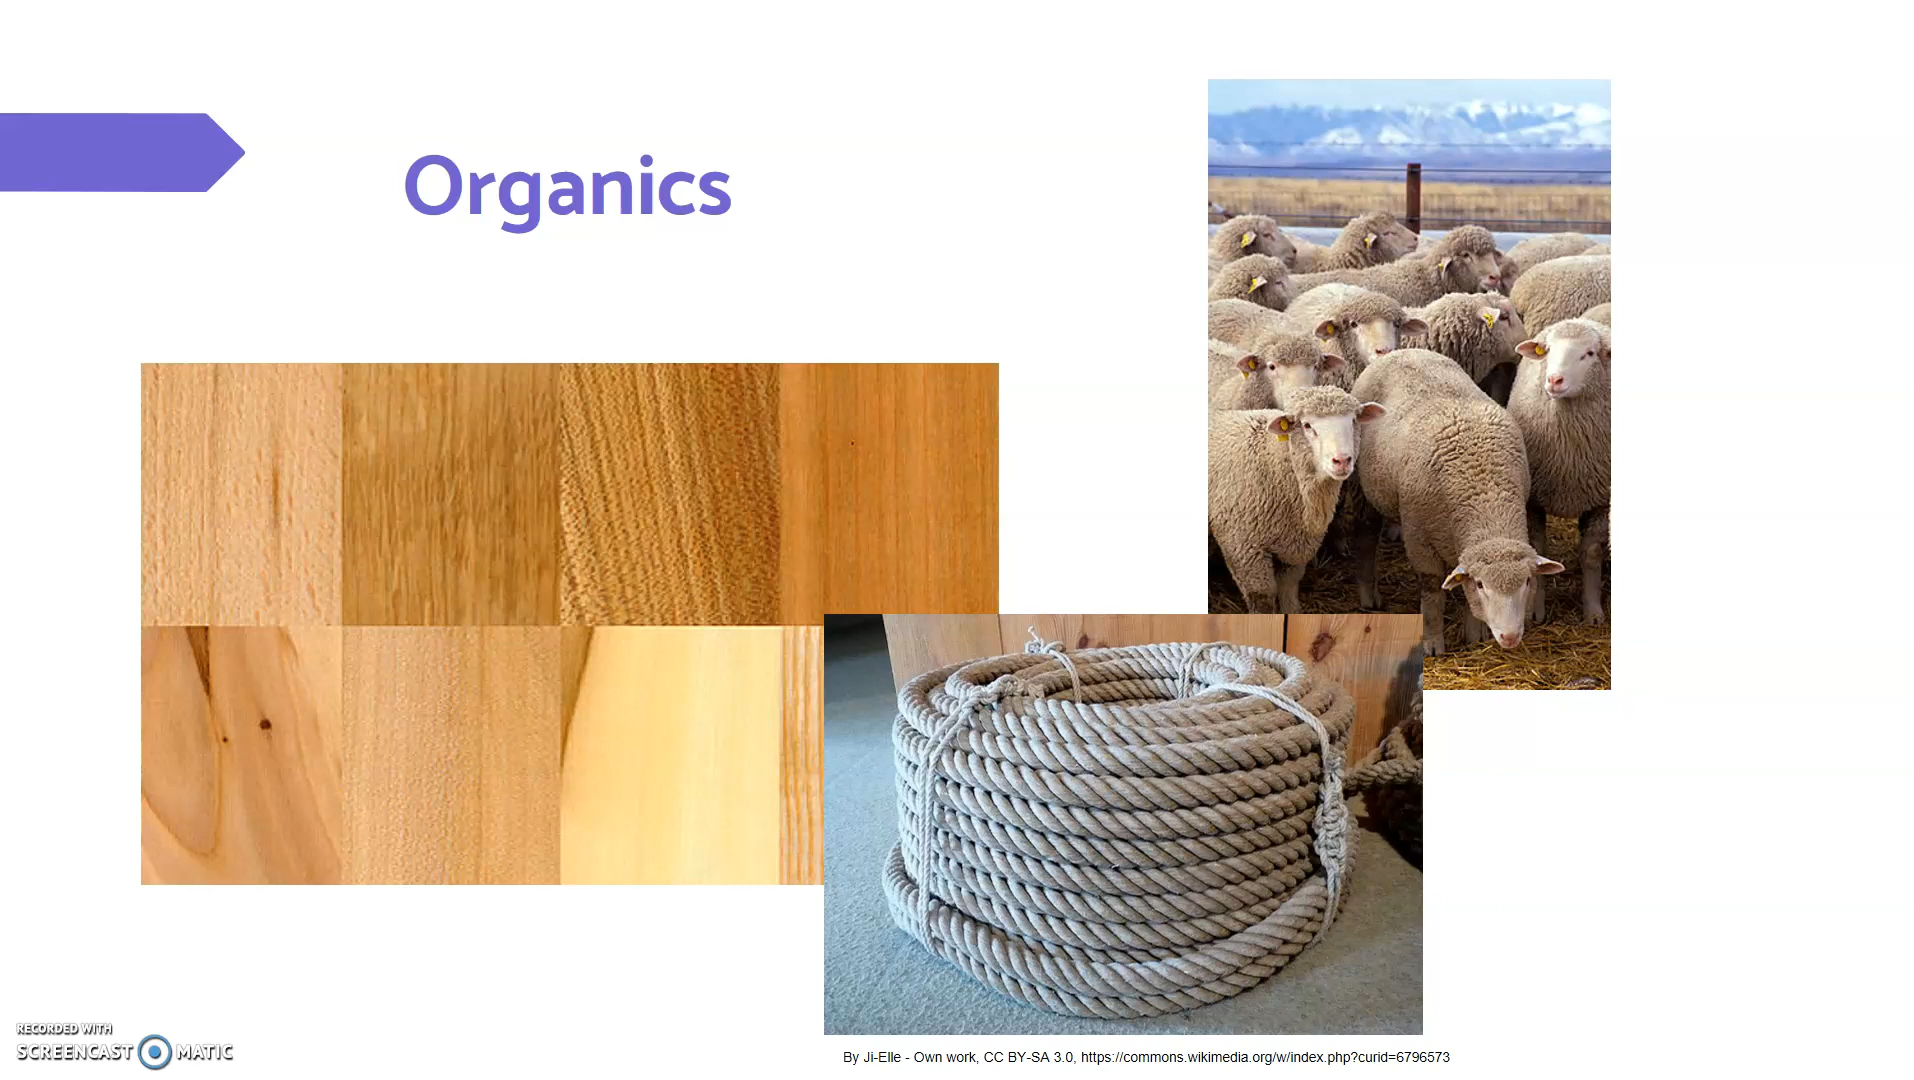 Organics
RECORDED WITH
SCREENCAST MATIC
By Ji-Elle - Own work, CC BY-SA 3.0, https://commons.wikimedia.org/w/index.php?curid=6796573